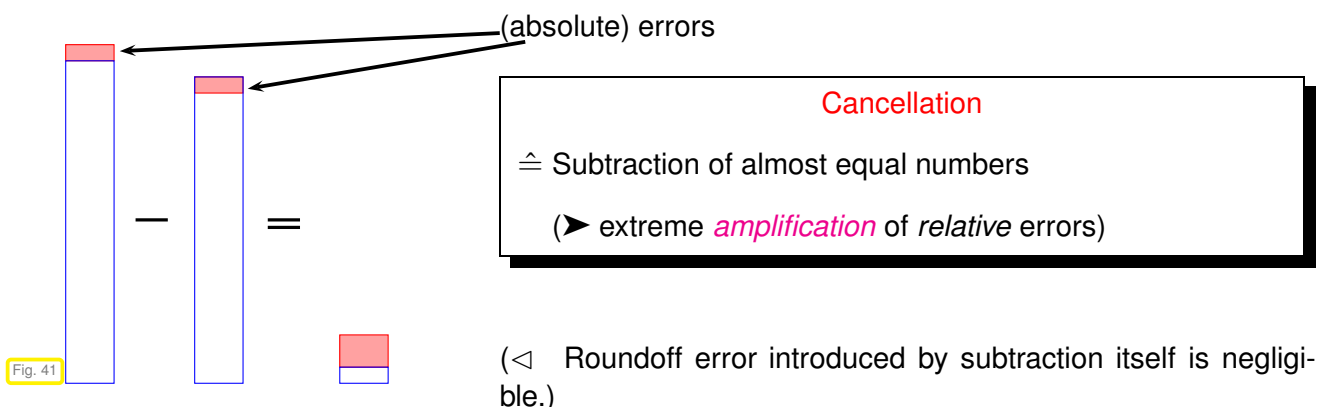 (absolute) errors
Cancellation
≙ Subtraction of almost equal numbers
(➤ extreme amplification of relative errors)
− =
Fig. 41
(◁ Roundoff error introduced by subtraction itself is negligi-
ble.)